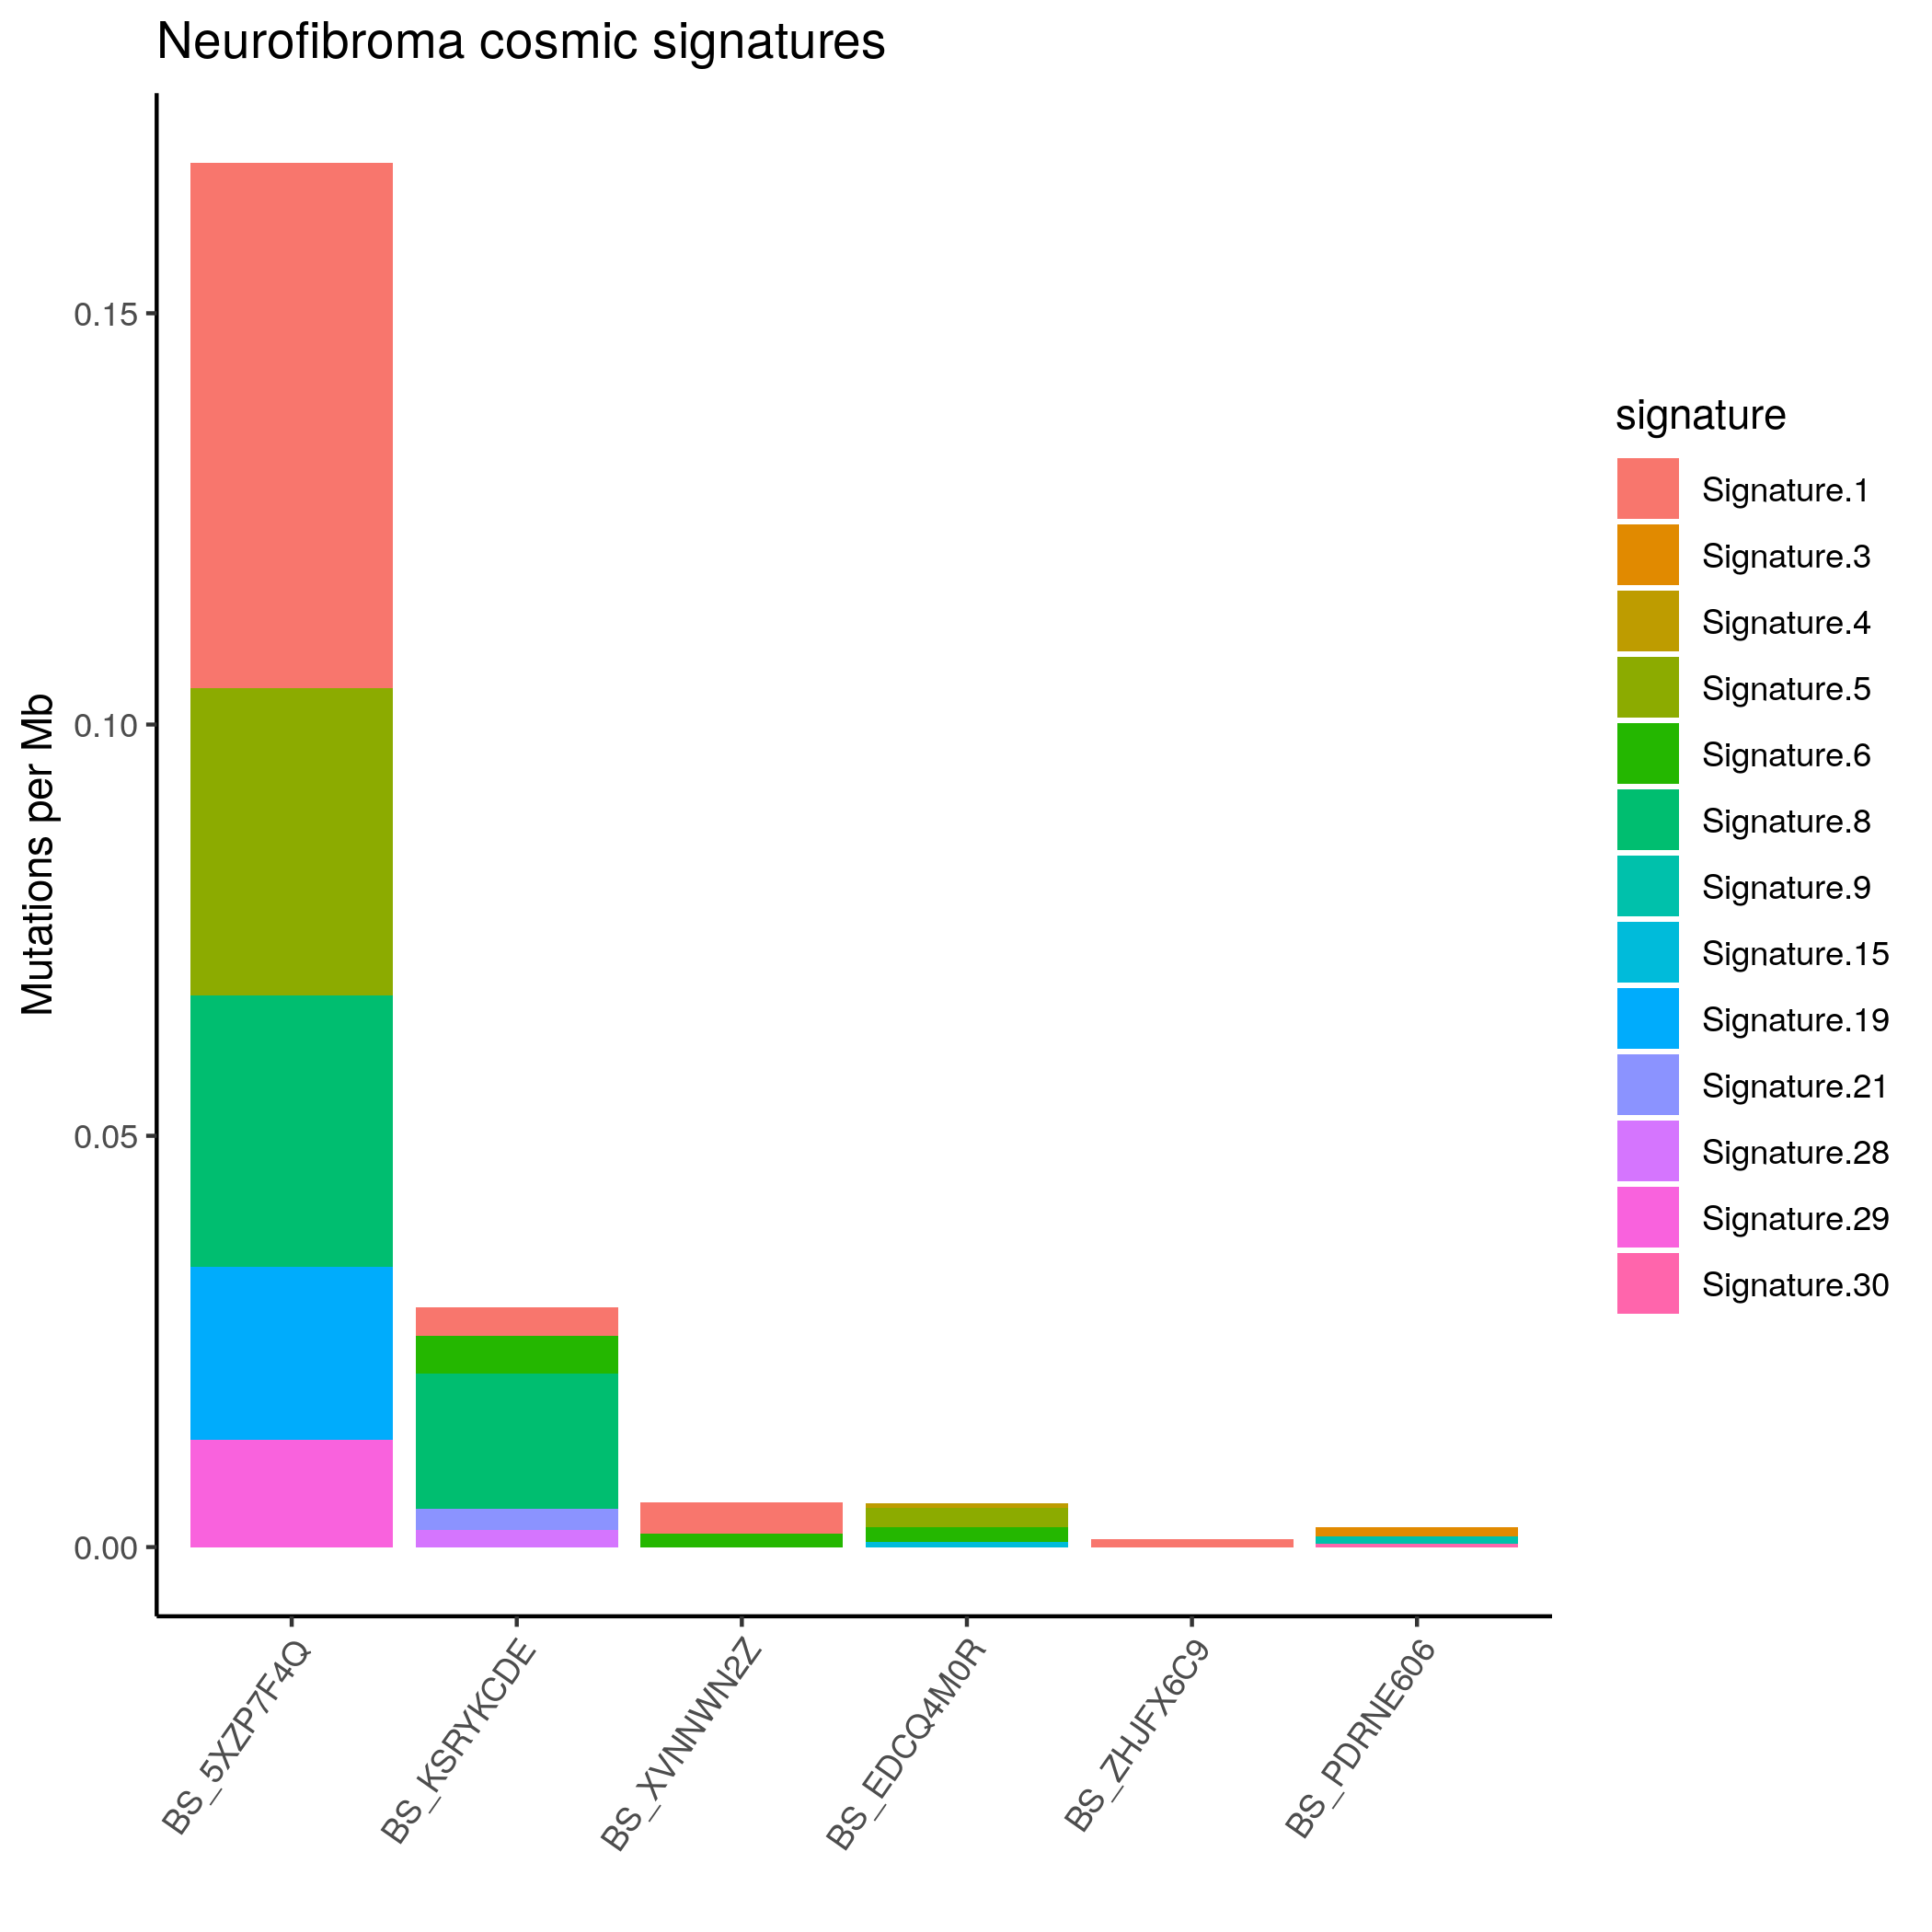 Neurofibroma cosmic signatures
Mutations per Mb
0.15
0.10
0.05
0.00
BS_5XZP7F4Q
BS_KSRYKCDE
BS_XVNNWN2Z
BS_EDCQ4M0R
BS_ZHJFX6C9
BS_PDRNE606
signature
Signature.1
Signature.3
Signature.4
Signature.5
Signature.6
Signature.8
Signature.9
Signature.15
Signature.19
Signature.21
Signature.28
Signature.29
Signature.30